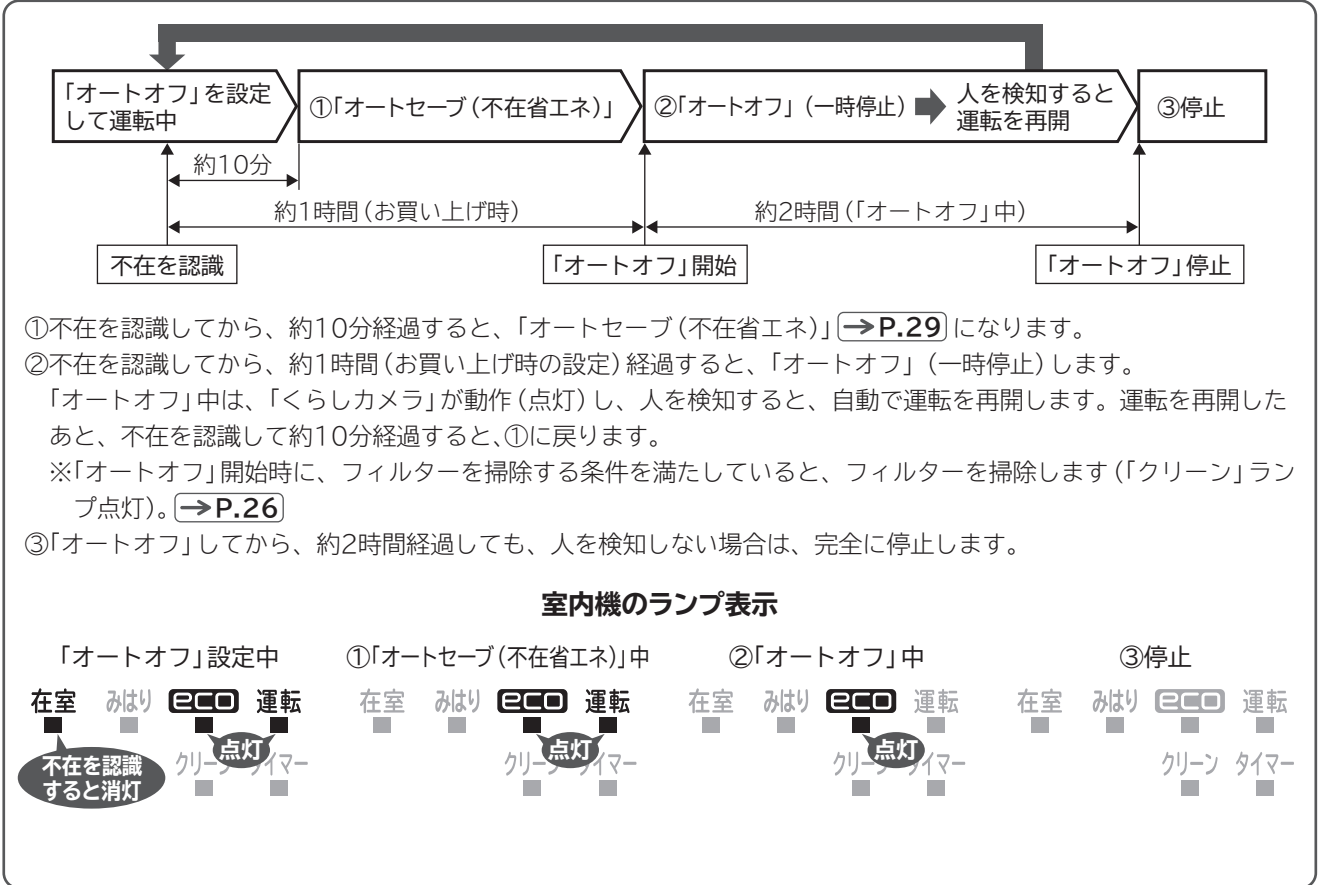 「オートオフ」を設定
して運転中
①「オートセーブ（不在省エネ）」
②「オートオフ」（一時停止）
人を検知すると
運転を再開
③停止
約10分
約1時間（お買い上げ時）
約2時間（「オートオフ」中）
不在を認識
「オートオフ」開始
「オートオフ」停止
①不在を認識してから、約10分経過すると、「オートセーブ（不在省エネ）」→P.29 になります。
②不在を認識してから、約1時間（お買い上げ時の設定）経過すると、「オートオフ」（一時停止）します。
「オートオフ」中は、「くらしカメラ」が動作（点灯）し、人を検知すると、自動で運転を再開します。運転を再開した
あと、不在を認識して約10分経過すると、①に戻ります。
※「オートオフ」開始時に、フィルターを掃除する条件を満たしていると、フィルターを掃除します（「クリーン」ラン
プ点灯）。→P.26
③「オートオフ」してから、約2時間経過しても、人を検知しない場合は、完全に停止します。
室内機のランプ表示
「オートオフ」設定中
在室 みはり eco 運転
点灯
クリーン タイマー
不在を認識
すると消灯
①「オートセーブ（不在省エネ）」中
在室 みはり eco 運転
点灯
クリーン タイマー
②「オートオフ」中
在室 みはり eco 運転
点灯
クリーン タイマー
③停止
在室 みはり eco 運転
クリーン タイマー